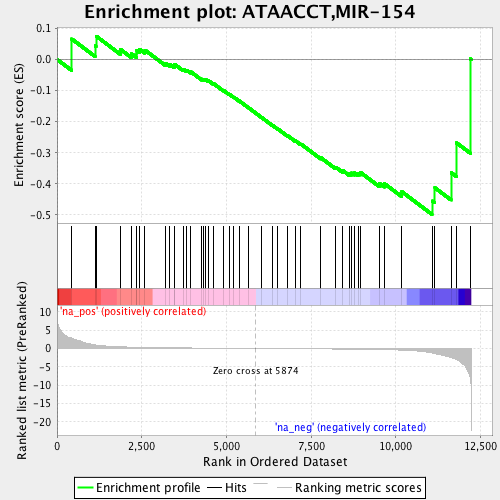 Enrichment plot: ATAACCT,MIR-154
Enrichment score (ES)
0.1
0.0
-0.1
-0.2
-0.3
-0.4
-0.5
'na_pos' (positively correlated)
Ranked list metric (PreRanked)
10
5
0
-5
-10
-15
-20
Zero cross at 5874
'na_neg' (negatively correlated)
0 2,500 5,000 7,500 10,000 12,500
Rank in Ordered Dataset
Enrichment profile Hits Ranking metric scores